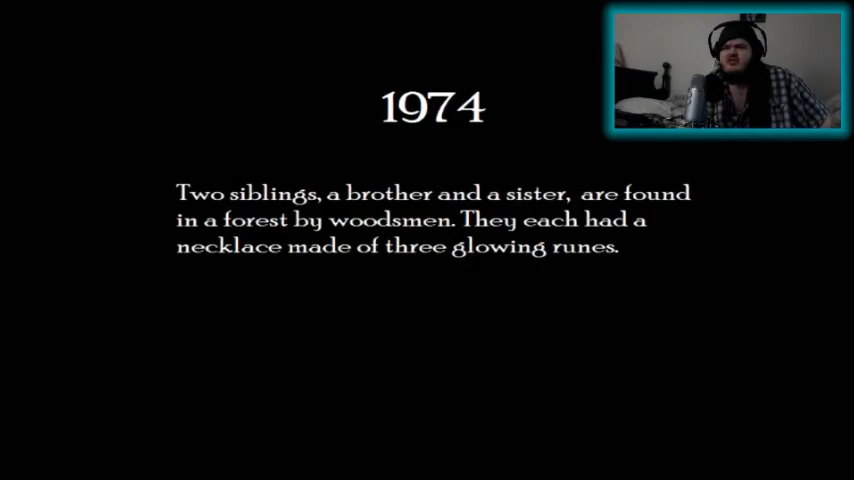 1974
Two siblings, a brother and a sister, are found
in a forest by woodsmen. They each had a
necklace made of three glowing runes.